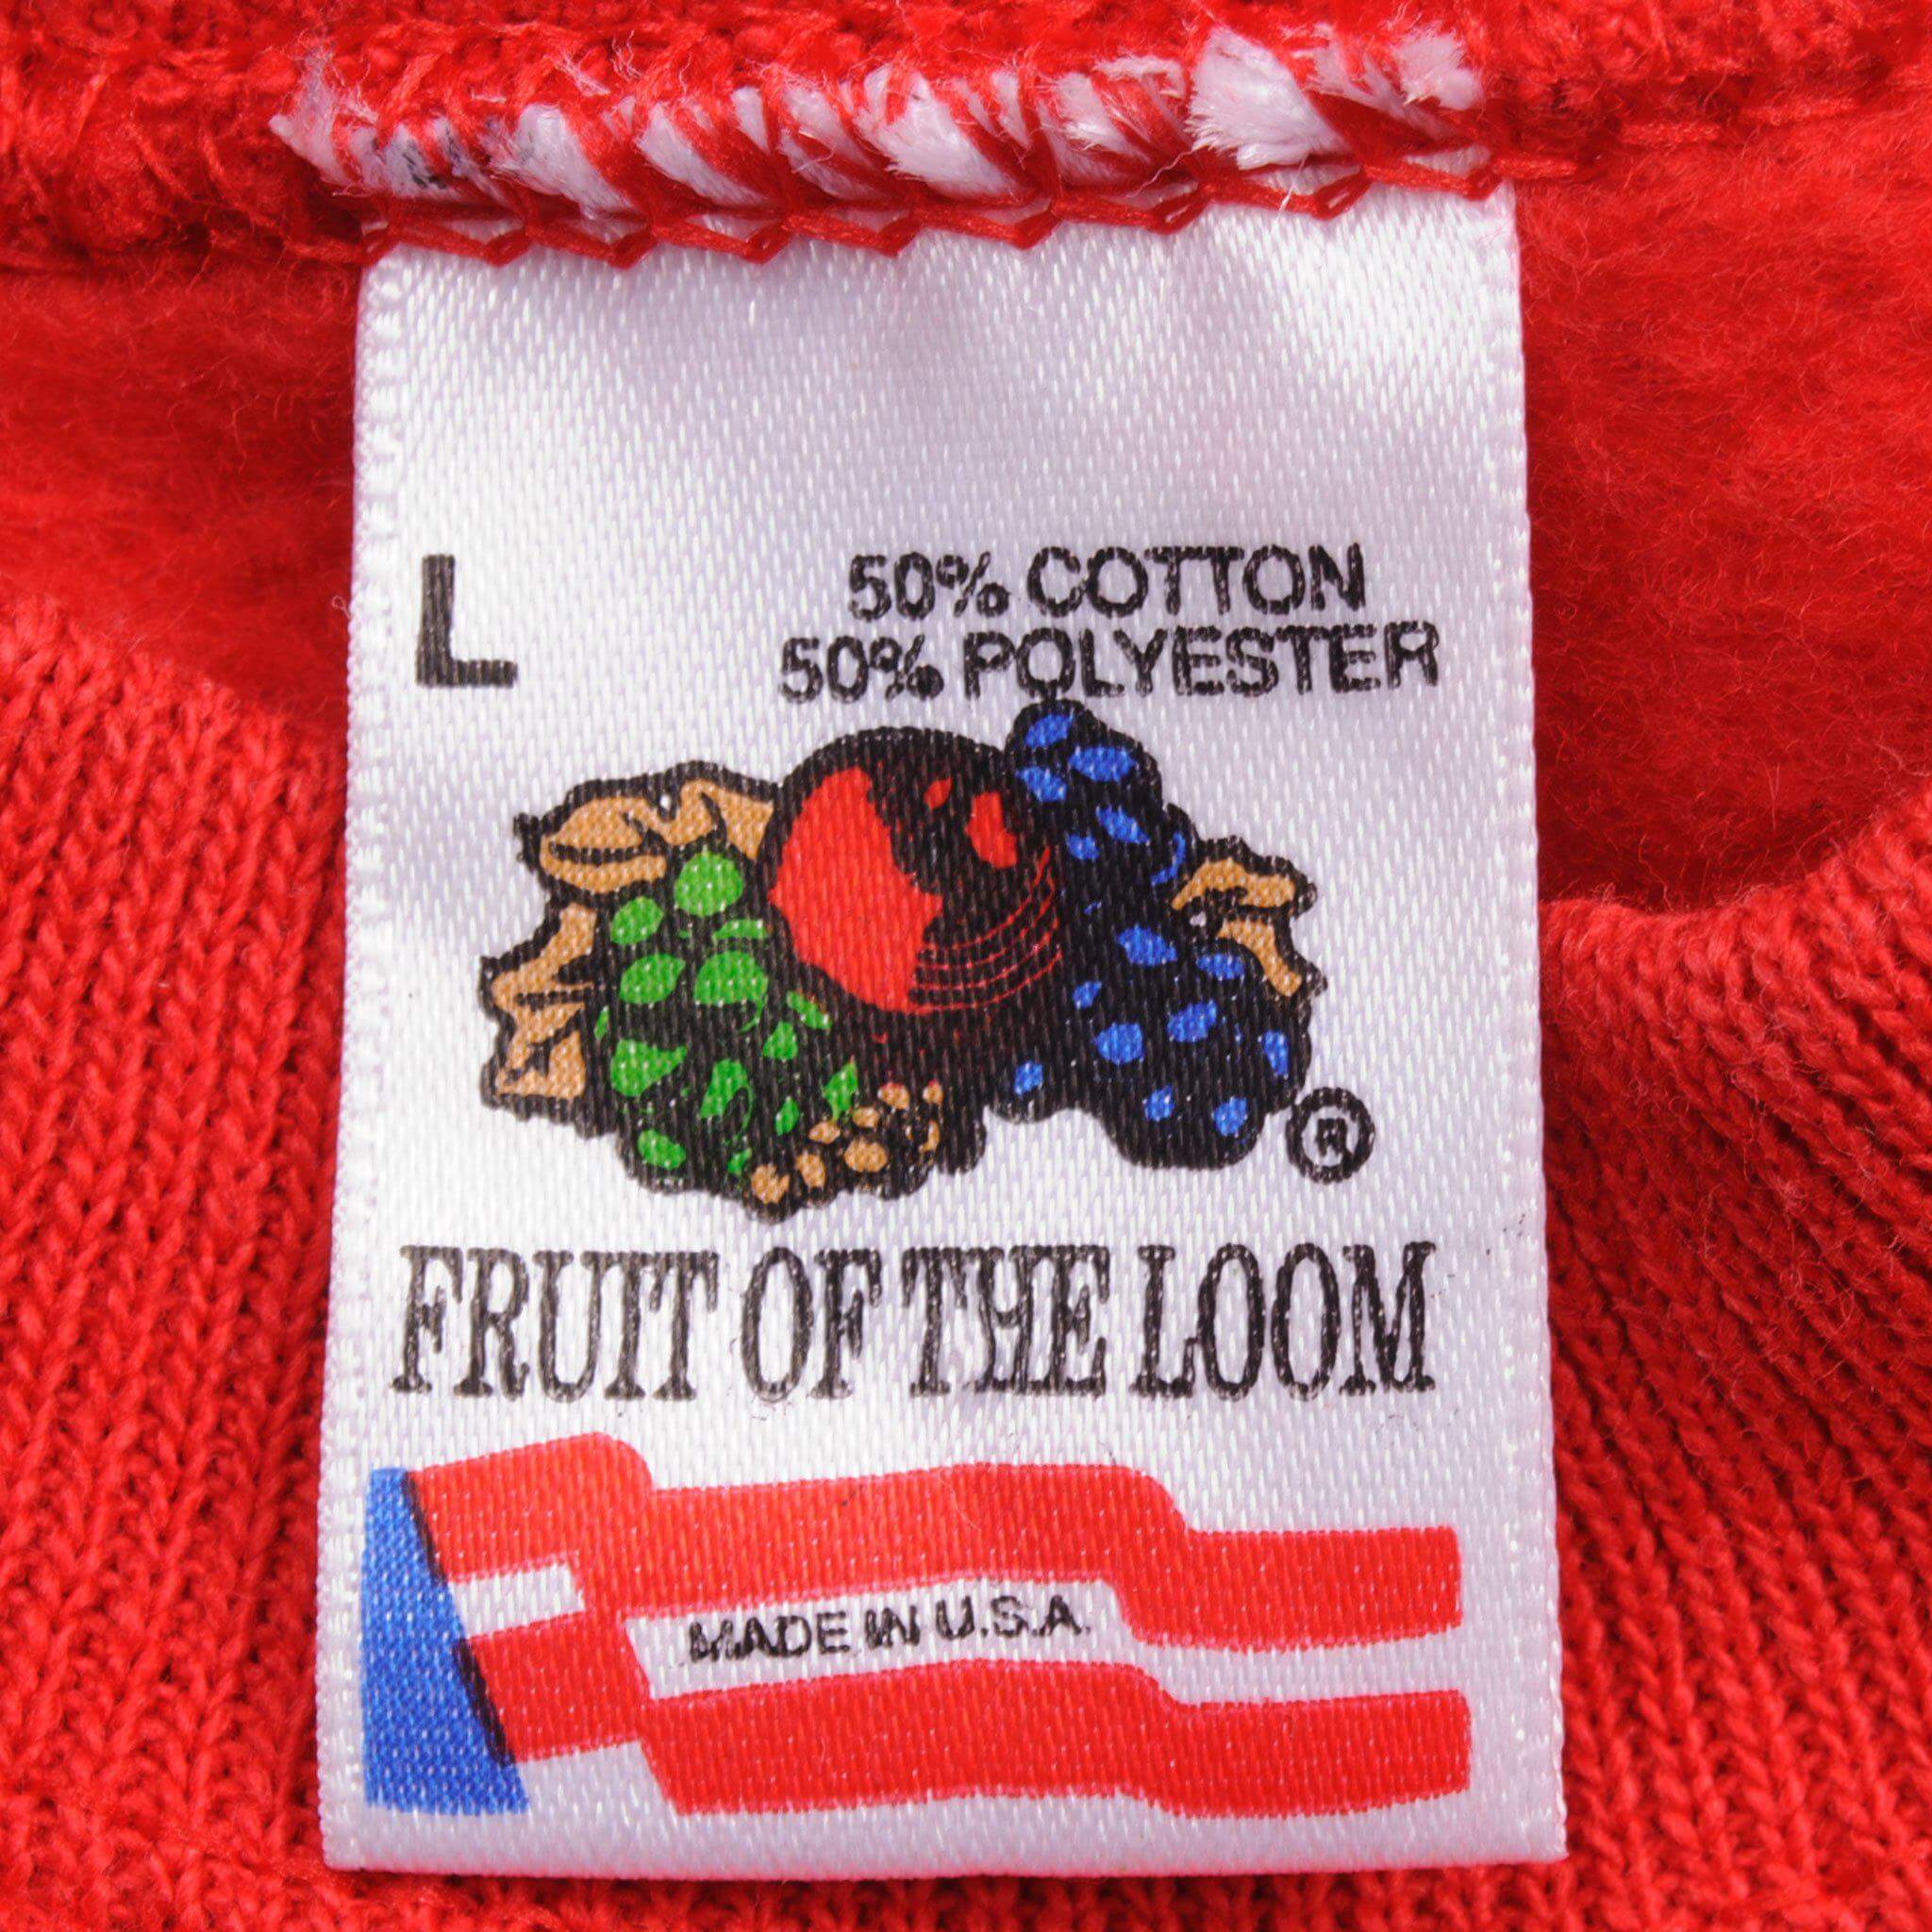 L
50% COTTON
50% POLYESTER
®
FRUIT OF THE LOOM
MADE IN U.S.A.